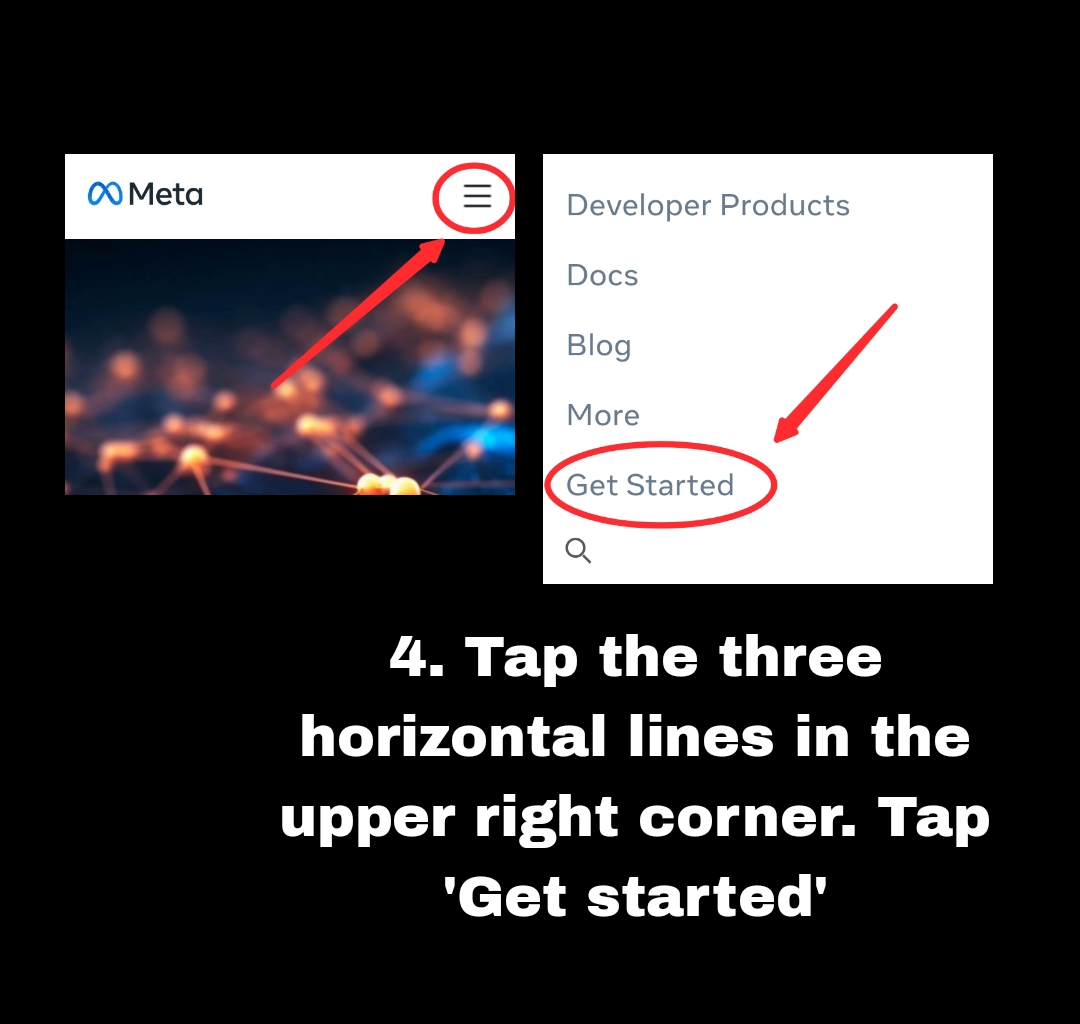 Meta
Developer Products
Docs
Blog
More
Get Started
4. Tap the three
horizontal lines in the
upper right corner. Tap
'Get started'